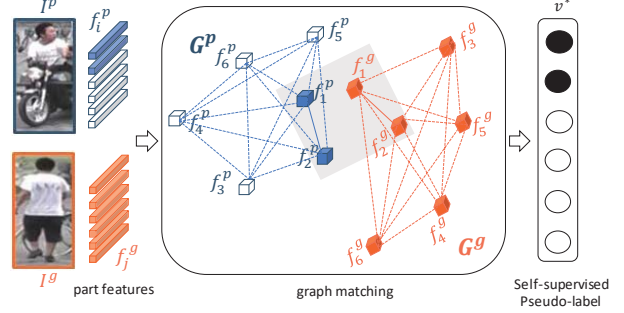 I^p
f_i^p
I^g
f_j^g
part features
G^p
f_5^p
f_6^p
f_1^p
f_4^p
f_2^p
f_3^p
f_3^g
f_1^g
f_2^g
f_5^g
f_4^g
f_6^g
G^g
graph matching
v^*
Self-supervised
Pseudo-label